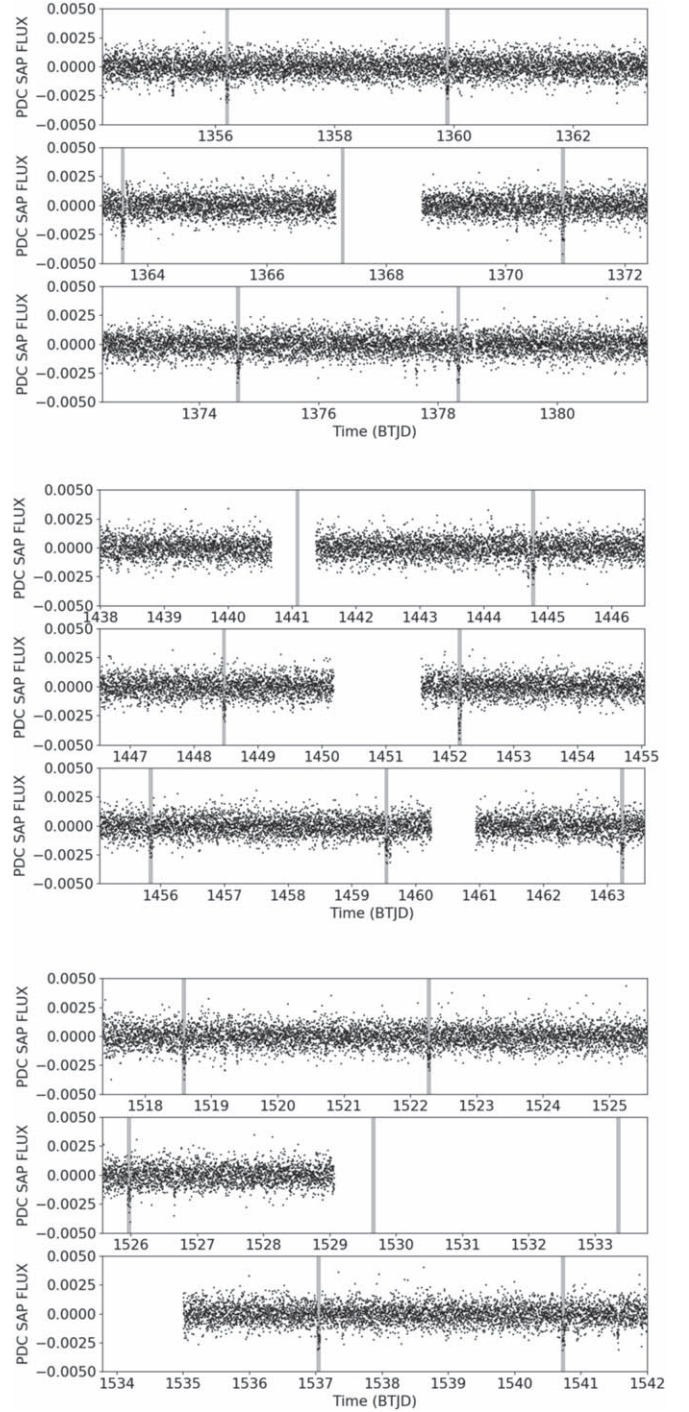 PDC SAP FLUX
0.0050
0.0025
0.0000
−0.0025
−0.0050
1356 1358 1360 1362
PDC SAP FLUX
0.0050
0.0025
0.0000
−0.0025
−0.0050
1364 1366 1368 1370 1372
PDC SAP FLUX
0.0050
0.0025
0.0000
−0.0025
−0.0050
1374 1376 1378 1380
Time (BTJD)
PDC SAP FLUX
0.0050
0.0025
0.0000
−0.0025
−0.0050
1438 1439 1440 1441 1442 1443 1444 1445 1446
PDC SAP FLUX
0.0050
0.0025
0.0000
−0.0025
−0.0050
1447 1448 1449 1450 1451 1452 1453 1454 1455
PDC SAP FLUX
0.0050
0.0025
0.0000
−0.0025
−0.0050
1456 1457 1458 1459 1460 1461 1462 1463
Time (BTJD)
PDC SAP FLUX
0.0050
0.0025
0.0000
−0.0025
−0.0050
1518 1519 1520 1521 1522 1523 1524 1525
PDC SAP FLUX
0.0050
0.0025
0.0000
−0.0025
−0.0050
1526 1527 1528 1529 1530 1531 1532 1533
PDC SAP FLUX
0.0050
0.0025
0.0000
−0.0025
−0.0050
1534 1535 1536 1537 1538 1539 1540 1541 1542
Time (BTJD)